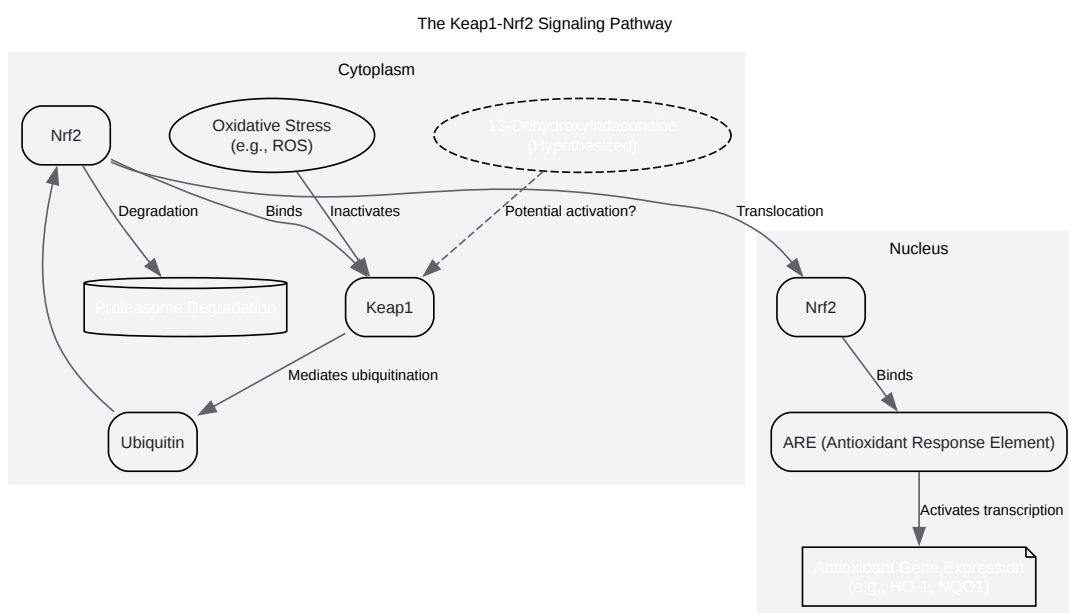 The Keap1-Nrf2 Signaling Pathway
Cytoplasm
Nrf2
Oxidative Stress
(e.g., ROS)
13-Dehydroxyindaconitine
(Hypothesized)
Degradation
Binds
Inactivates
Potential activation?
Translocation
Nucleus
Proteasome Degradation
Keap1
Nrf2
Mediates ubiquitination
Binds
Ubiquitin
ARE (Antioxidant Response Element)
Activates transcription
Antioxidant Gene Expression
(e.g., HO-1, NQO1)